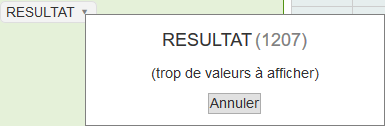 RESULTAT ▼
RESULTAT (1207)
(trop de valeurs à afficher)
Annuler